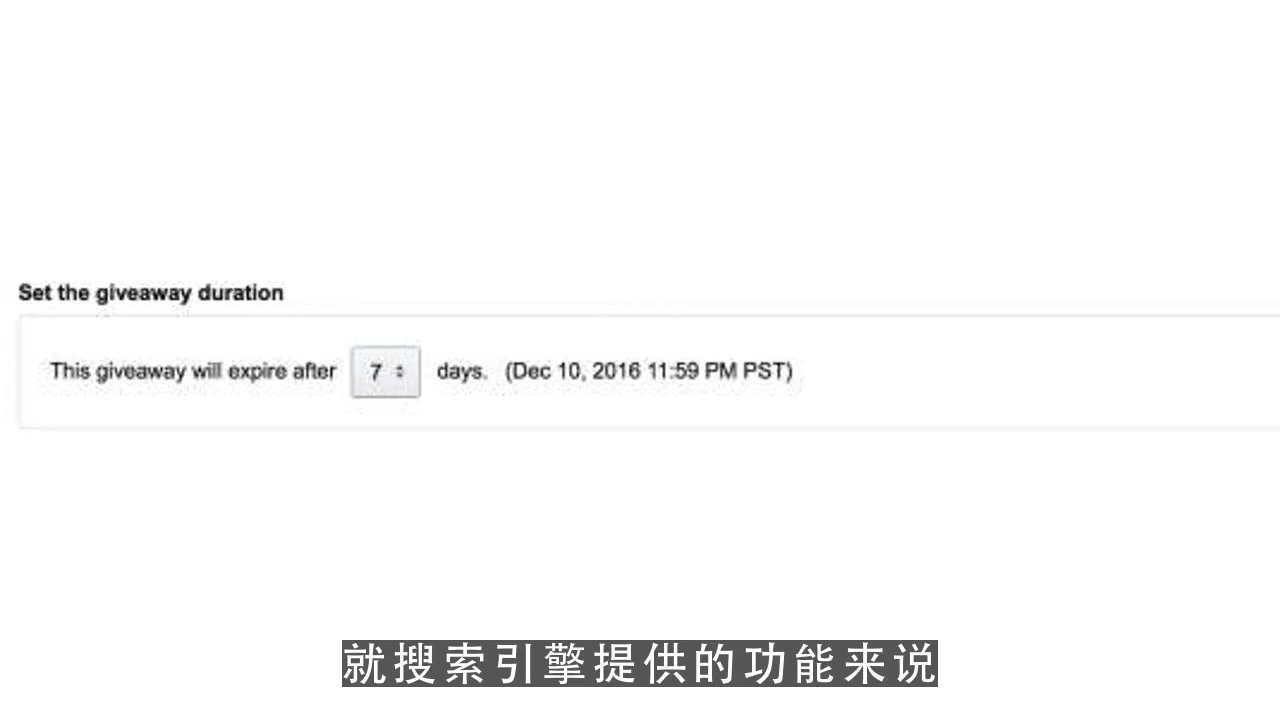 Set the giveaway duration
This giveaway will expire after 7 days. (Dec 10, 2016 11:59 PM PST)
就搜索引擎提供的功能来说